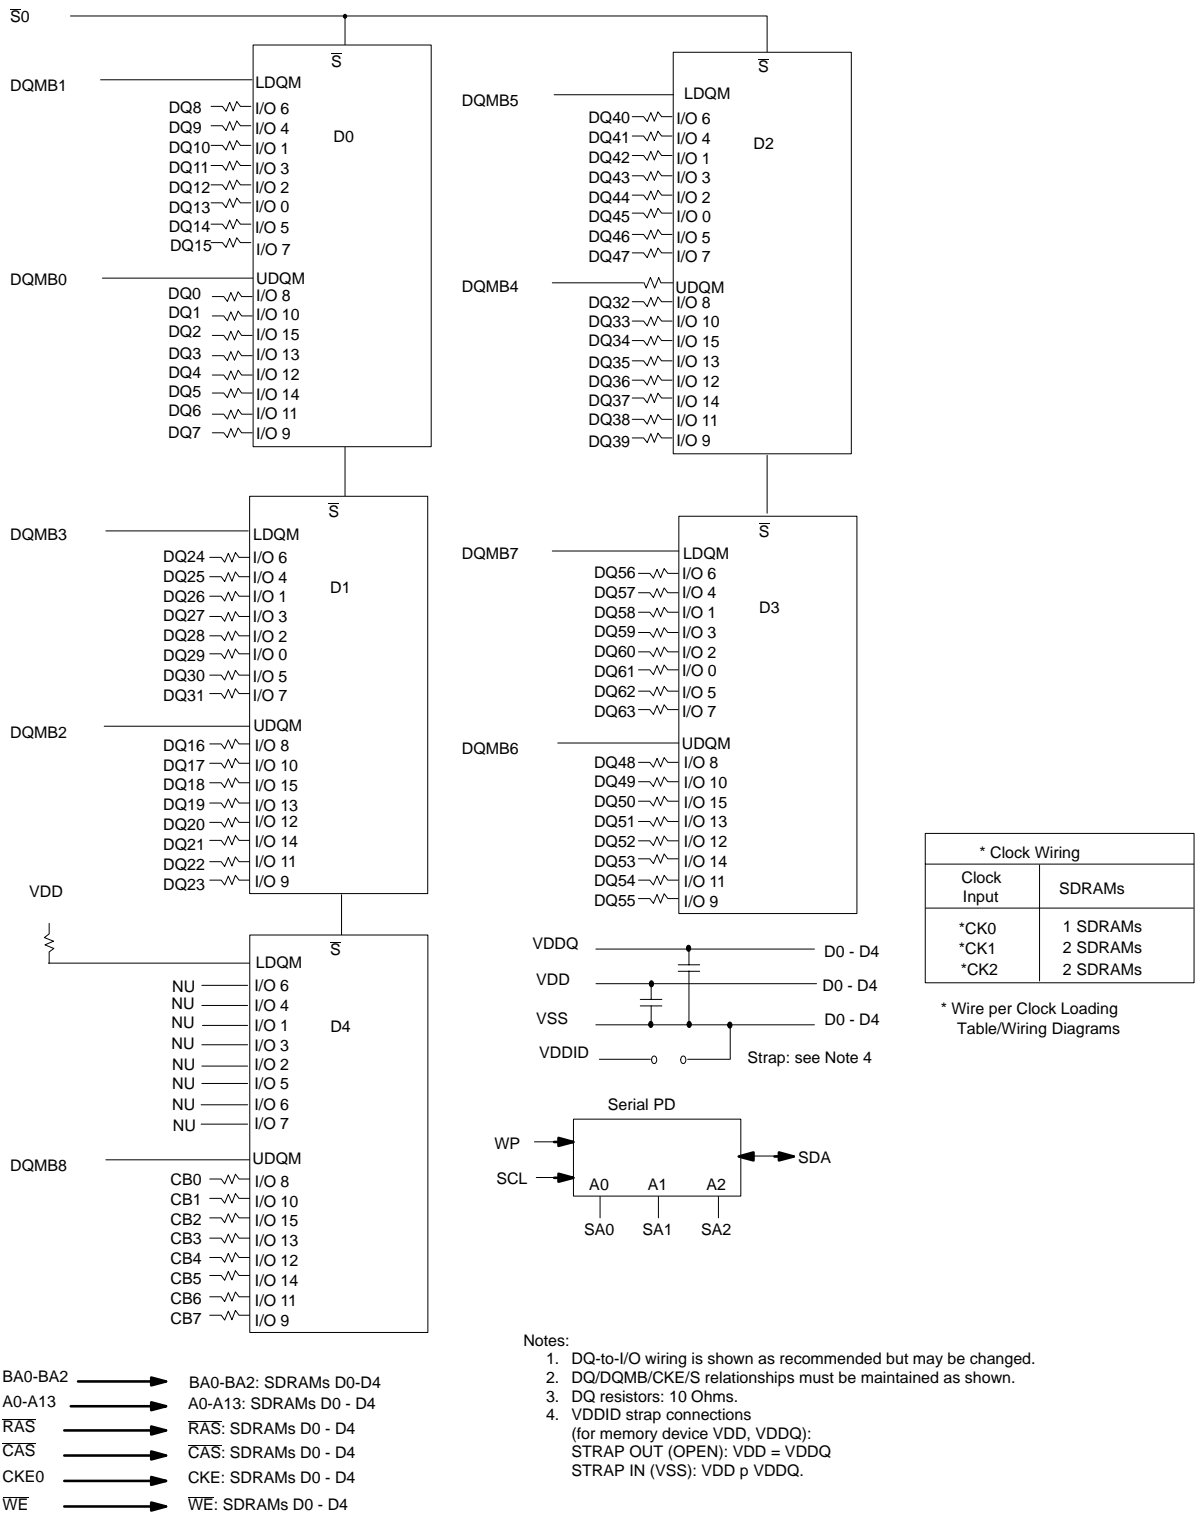 S̅0
S̅
DQMB1
LDQM
DQ8 I/O 6
DQ9 I/O 4
DQ10 I/O 1
DQ11 I/O 3
DQ12 I/O 2
DQ13 I/O 0
DQ14 I/O 5
DQ15 I/O 7
D0
DQMB0
UDQM
DQ0 I/O 8
DQ1 I/O 10
DQ2 I/O 15
DQ3 I/O 13
DQ4 I/O 12
DQ5 I/O 14
DQ6 I/O 11
DQ7 I/O 9
S̅
DQMB5
LDQM
DQ40 I/O 6
DQ41 I/O 4
DQ42 I/O 1
DQ43 I/O 3
DQ44 I/O 2
DQ45 I/O 0
DQ46 I/O 5
DQ47 I/O 7
D2
DQMB4
UDQM
DQ32 I/O 8
DQ33 I/O 10
DQ34 I/O 15
DQ35 I/O 13
DQ36 I/O 12
DQ37 I/O 14
DQ38 I/O 11
DQ39 I/O 9
S̅
DQMB3
LDQM
DQ24 I/O 6
DQ25 I/O 4
DQ26 I/O 1
DQ27 I/O 3
DQ28 I/O 2
DQ29 I/O 0
DQ30 I/O 5
DQ31 I/O 7
D1
DQMB2
UDQM
DQ16 I/O 8
DQ17 I/O 10
DQ18 I/O 15
DQ19 I/O 13
DQ20 I/O 12
DQ21 I/O 14
DQ22 I/O 11
DQ23 I/O 9
S̅
DQMB7
LDQM
DQ56 I/O 6
DQ57 I/O 4
DQ58 I/O 1
DQ59 I/O 3
DQ60 I/O 2
DQ61 I/O 0
DQ62 I/O 5
DQ63 I/O 7
D3
DQMB6
UDQM
DQ48 I/O 8
DQ49 I/O 10
DQ50 I/O 15
DQ51 I/O 13
DQ52 I/O 12
DQ53 I/O 14
DQ54 I/O 11
DQ55 I/O 9
VDD
S̅
LDQM
NU I/O 6
NU I/O 4
NU I/O 1
NU I/O 3
NU I/O 2
NU I/O 5
NU I/O 6
NU I/O 7
D4
DQMB8
UDQM
CB0 I/O 8
CB1 I/O 10
CB2 I/O 15
CB3 I/O 13
CB4 I/O 12
CB5 I/O 14
CB6 I/O 11
CB7 I/O 9
* Clock Wiring
Clock Input SDRAMs
*CK0 1 SDRAMs
*CK1 2 SDRAMs
*CK2 2 SDRAMs
* Wire per Clock Loading
Table/Wiring Diagrams
VDDQ D0 - D4
VDD D0 - D4
VSS D0 - D4
VDDID Strap: see Note 4
Serial PD
WP
SCL
SDA
A0 A1 A2
SA0 SA1 SA2
BA0-BA2 BA0-BA2: SDRAMs D0-D4
A0-A13 A0-A13: SDRAMs D0 - D4
R̅A̅S̅ R̅A̅S̅: SDRAMs D0 - D4
C̅A̅S̅ C̅A̅S̅: SDRAMs D0 - D4
CKE0 CKE: SDRAMs D0 - D4
W̅E̅ W̅E̅: SDRAMs D0 - D4
Notes:
1. DQ-to-I/O wiring is shown as recommended but may be changed.
2. DQ/DQMB/CKE/S relationships must be maintained as shown.
3. DQ resistors: 10 Ohms.
4. VDDID strap connections
(for memory device VDD, VDDQ):
STRAP OUT (OPEN): VDD = VDDQ
STRAP IN (VSS): VDD p VDDQ.